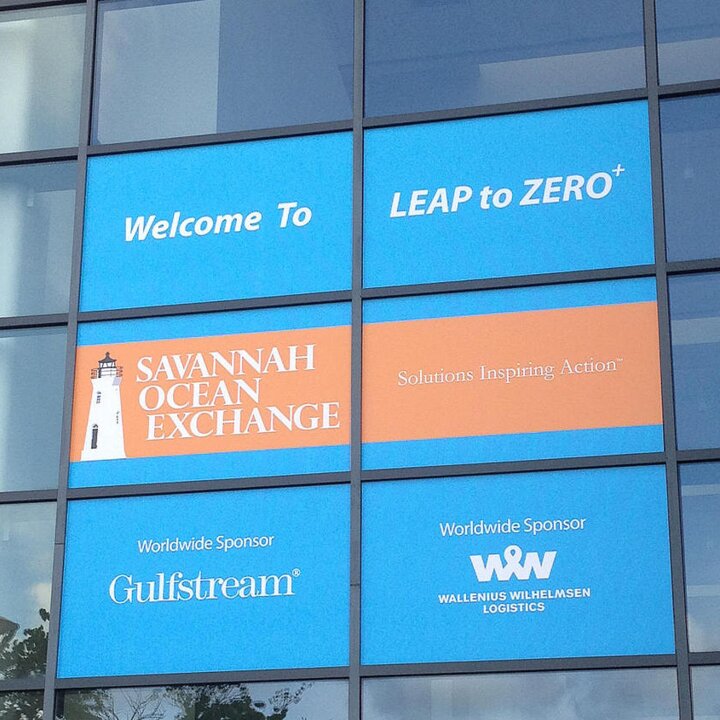 Welcome To
LEAP to ZERO+
SAVANNAH
OCEAN
EXCHANGE
Solutions Inspiring Action™
Worldwide Sponsor
Gulfstream®
Worldwide Sponsor
W&W
WALLENIUS WILHELMSEN
LOGISTICS